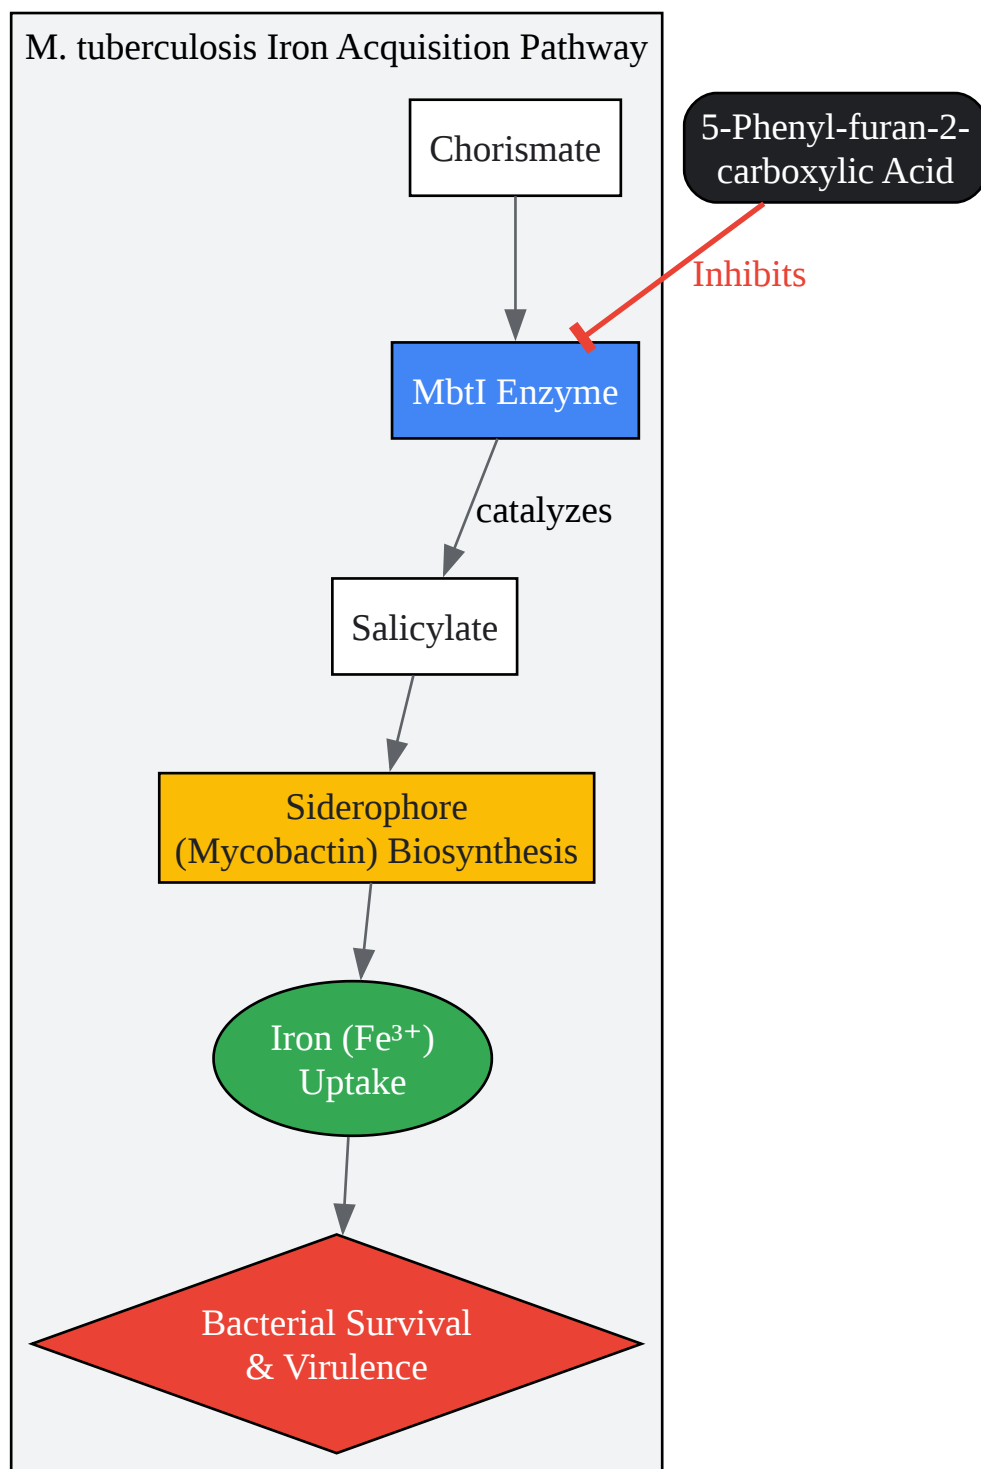 M. tuberculosis Iron Acquisition Pathway
Chorismate
5-Phenyl-furan-2-
carboxylic Acid
Inhibits
MbtI Enzyme
catalyzes
Salicylate
Siderophore
(Mycobactin) Biosynthesis
Iron (Fe³⁺)
Uptake
Bacterial Survival
& Virulence